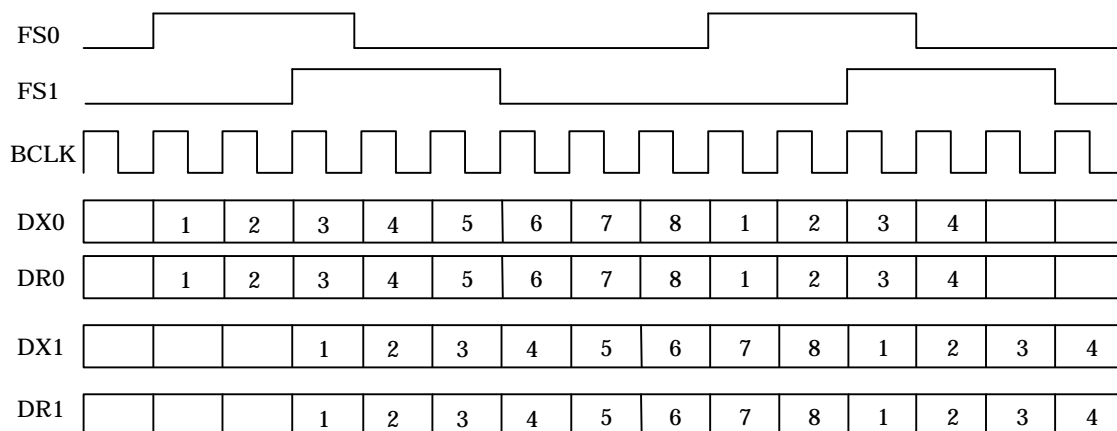 FS0
FS1
BCLK
DX0 1 2 3 4 5 6 7 8 1 2 3 4
DR0 1 2 3 4 5 6 7 8 1 2 3 4
DX1 1 2 3 4 5 6 7 8 1 2 3 4
DR1 1 2 3 4 5 6 7 8 1 2 3 4